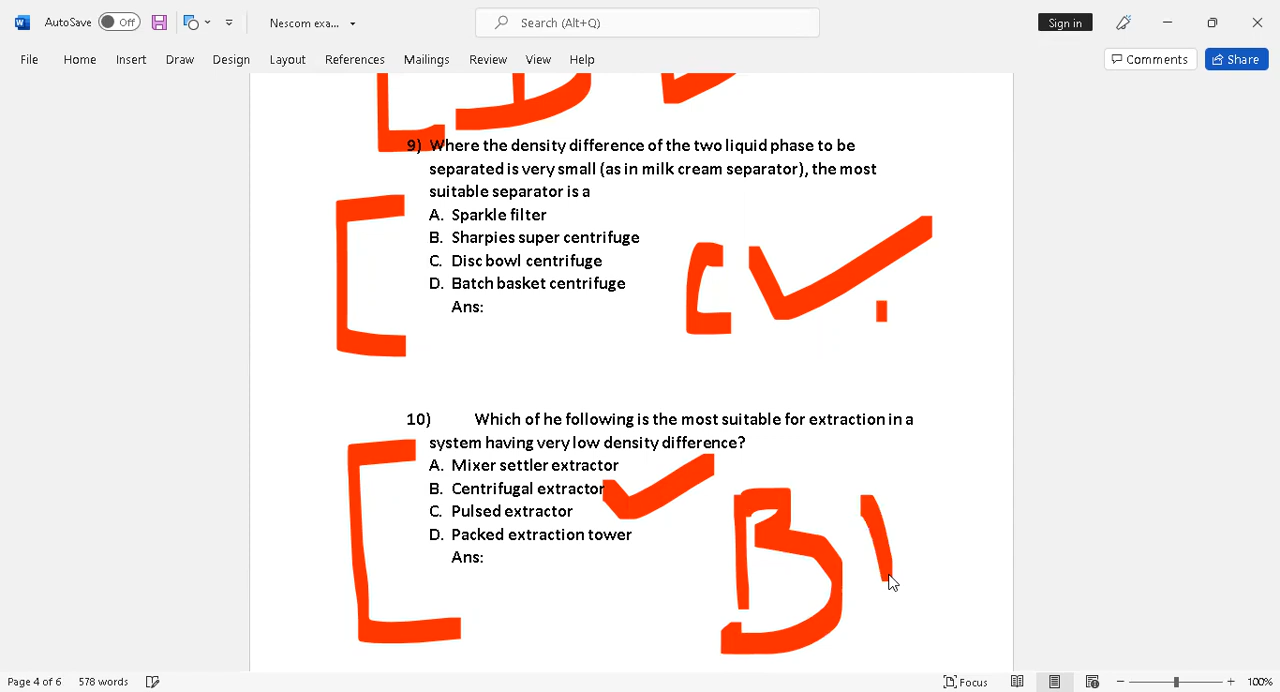 AutoSave Off Nescom exa... Search (Alt+Q) Sign in
File Home Insert Draw Design Layout References Mailings Review View Help Comments Share
B
9) Where the density difference of the two liquid phase to be
separated is very small (as in milk cream separator), the most
suitable separator is a
A. Sparkle filter
B. Sharpies super centrifuge
C. Disc bowl centrifuge
D. Batch basket centrifuge
Ans:
C
10) Which of he following is the most suitable for extraction in a
system having very low density difference?
A. Mixer settler extractor
B. Centrifugal extractor
C. Pulsed extractor
D. Packed extraction tower
Ans:
B
Page 4 of 6 578 words Focus 100%